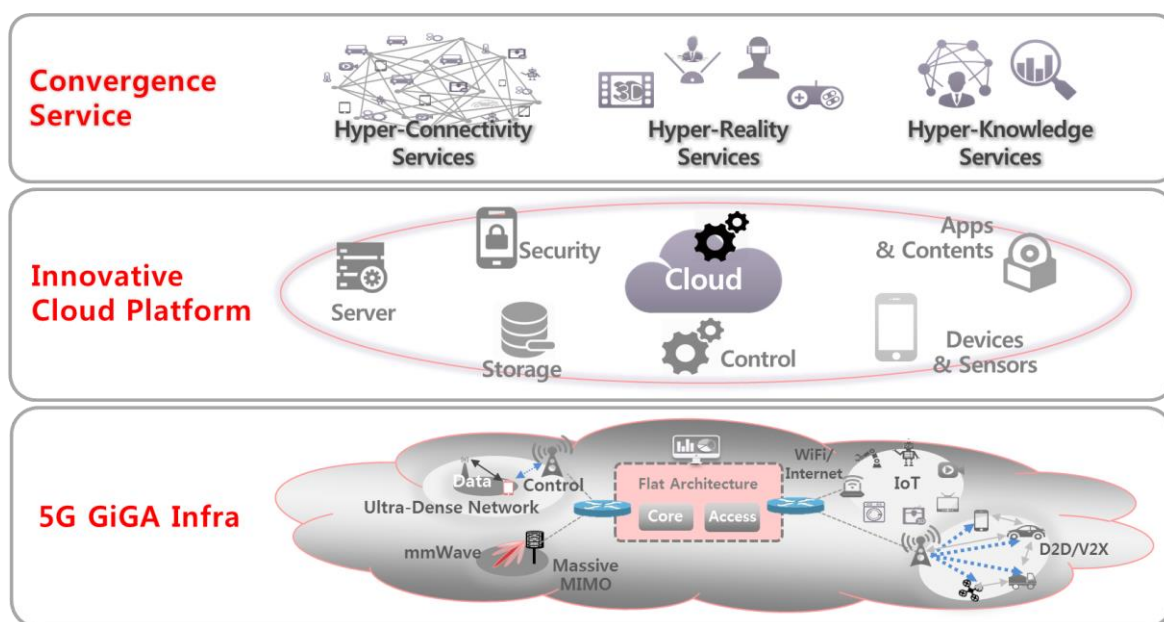 Convergence
Service
3D
Hyper-Connectivity
Services
Hyper-Reality
Services
Hyper-Knowledge
Services
Innovative
Cloud Platform
Server
Security
Storage
Cloud
Control
Apps
& Contents
Devices
& Sensors
5G GiGA Infra
Data
Control
Ultra-Dense Network
mmWave
Massive
MIMO
Flat Architecture
Core
Access
WiFi/
Internet
IoT
D2D/V2X